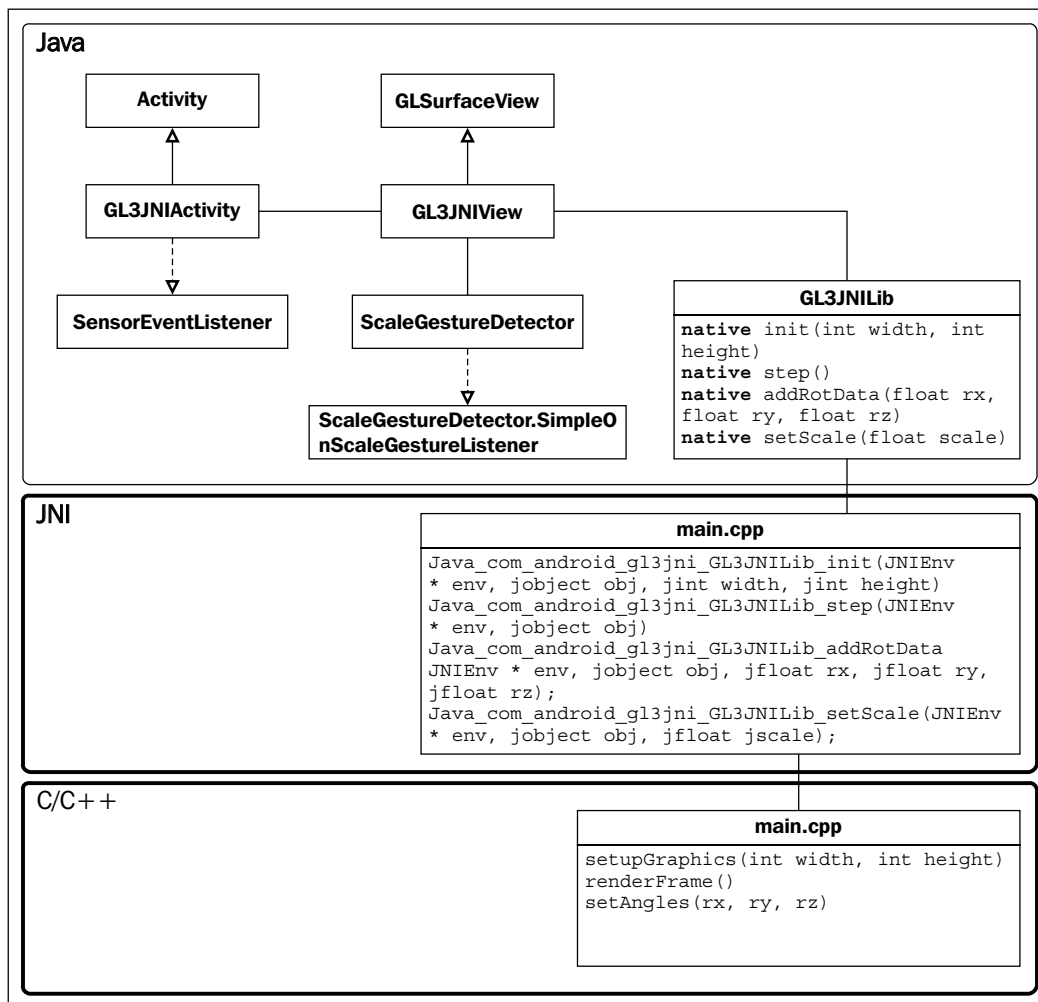 Java
Activity
GLSurfaceView
GL3JNIActivity
GL3JNIView
SensorEventListener
ScaleGestureDetector
ScaleGestureDetector.SimpleO
nScaleGestureListener
GL3JNILib
native init(int width, int
height)
native step()
native addRotData(float rx,
float ry, float rz)
native setScale(float scale)
JNI
main.cpp
Java_com_android_gl3jni_GL3JNILib_init(JNIEnv
* env, jobject obj, jint width, jint height)
Java_com_android_gl3jni_GL3JNILib_step(JNIEnv
* env, jobject obj)
Java_com_android_gl3jni_GL3JNILib_addRotData
JNIEnv * env, jobject obj, jfloat rx, jfloat ry,
jfloat rz);
Java_com_android_gl3jni_GL3JNILib_setScale(JNIEnv
* env, jobject obj, jfloat jscale);
C/C++
main.cpp
setupGraphics(int width, int height)
renderFrame()
setAngles(rx, ry, rz)